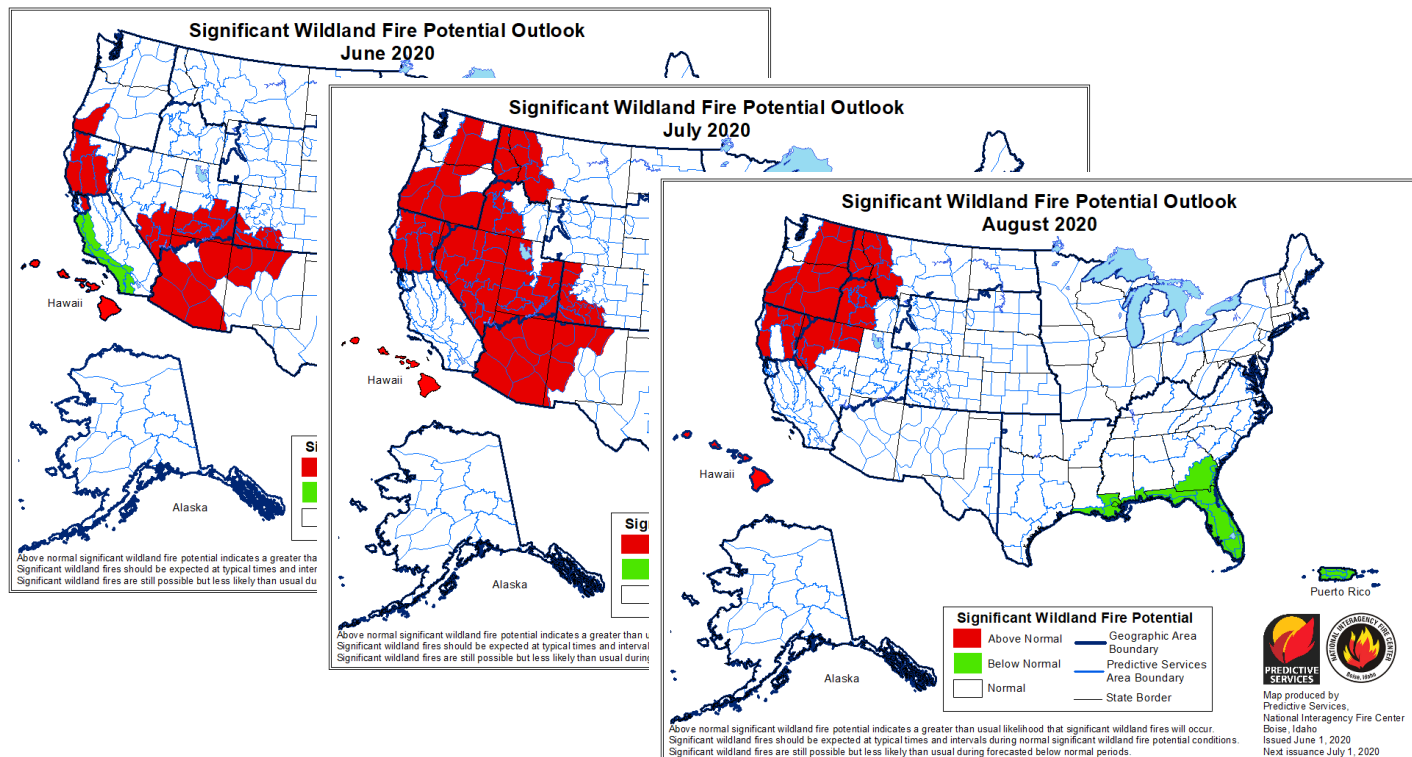 Significant Wildland Fire Potential Outlook
June 2020
Hawaii
Alaska
Si
Above normal significant wildland fire potential indicates a greater tha
Significant wildland fires should be expected at typical times and inter
Significant wildland fires are still possible but less likely than usual du
Significant Wildland Fire Potential Outlook
July 2020
Hawaii
Alaska
Sig
Above normal significant wildland fire potential indicates a greater than u
Significant wildland fires should be expected at typical times and interval
Significant wildland fires are still possible but less likely than usual during
Significant Wildland Fire Potential Outlook
August 2020
Hawaii
Alaska
Puerto Rico
Significant Wildland Fire Potential
Above Normal
Below Normal
Normal
Geographic Area
Boundary
Predictive Services
Area Boundary
State Border
PREDICTIVE
SERVICES
NATIONAL INTERAGENCY FIRE CENTER
Boise, Idaho
Map produced by
Predictive Services,
National Interagency Fire Center
Boise, Idaho
Issued June 1, 2020
Next issuance July 1, 2020
Above normal significant wildland fire potential indicates a greater than usual likelihood that significant wildland fires will occur.
Significant wildland fires should be expected at typical times and intervals during normal significant wildland fire potential conditions.
Significant wildland fires are still possible but less likely than usual during forecasted below normal periods.